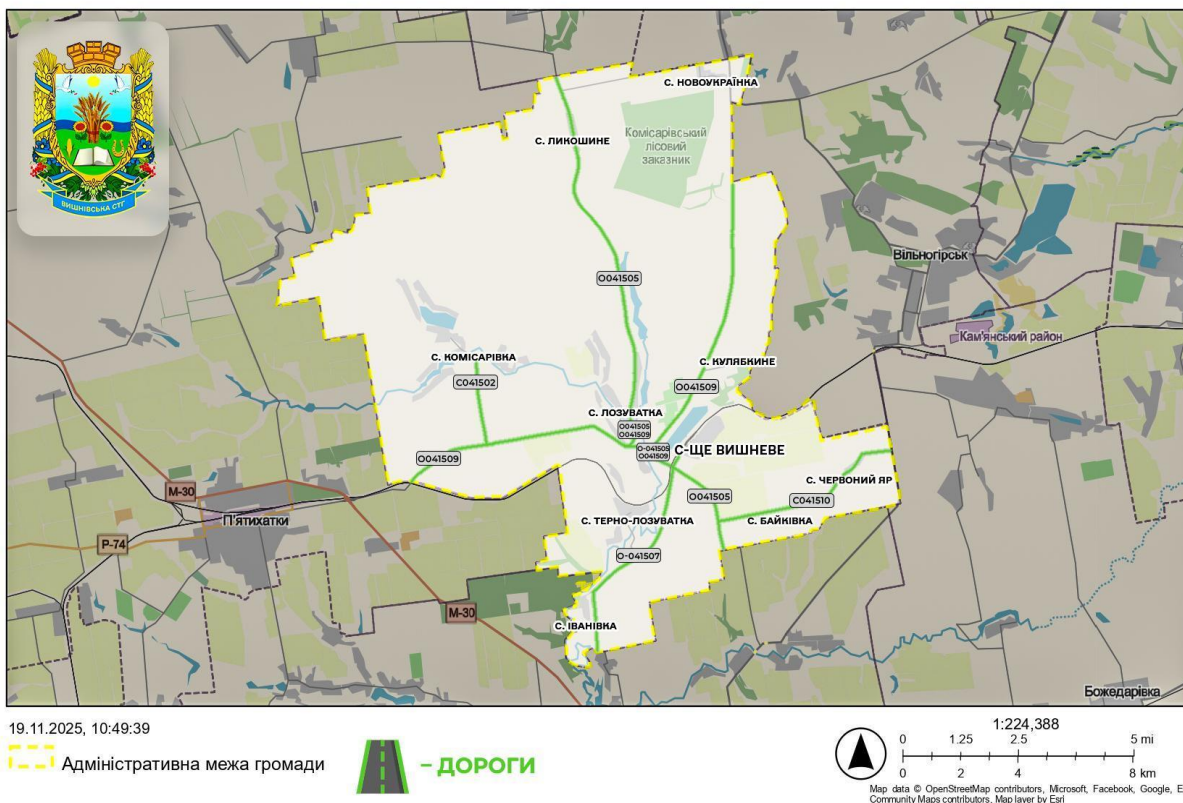 ВИШНІВСЬКА СТГ
С. НОВОУКРАЇНКА
Комісарівський
лісовий
заказник
С. ЛИКОШИНЕ
Вільногірськ
О041505
Кам'янський район
С. КОМІСАРІВКА
С. КУЛЯБКИНЕ
С041502
О041509
С. ЛОЗУВАТКА
О041505
О041509
О-041505
О041509
С-ЩЕ ВИШНЕВЕ
О041509
С. ЧЕРВОНИЙ ЯР
М-30
О041505
С041510
П'ятихатки
С. ТЕРНО-ЛОЗУВАТКА
С. БАЙКІВКА
Р-74
О-041507
М-30
С. ІВАНІВКА
Божедарівка
19.11.2025, 10:49:39
Адміністративна межа громади
– ДОРОГИ
1:224,388
0 1.25 2.5 5 mi
0 2 4 8 km
Map data © OpenStreetMap contributors, Microsoft, Facebook, Google, E
Community Maps contributors, Map layer by Esri